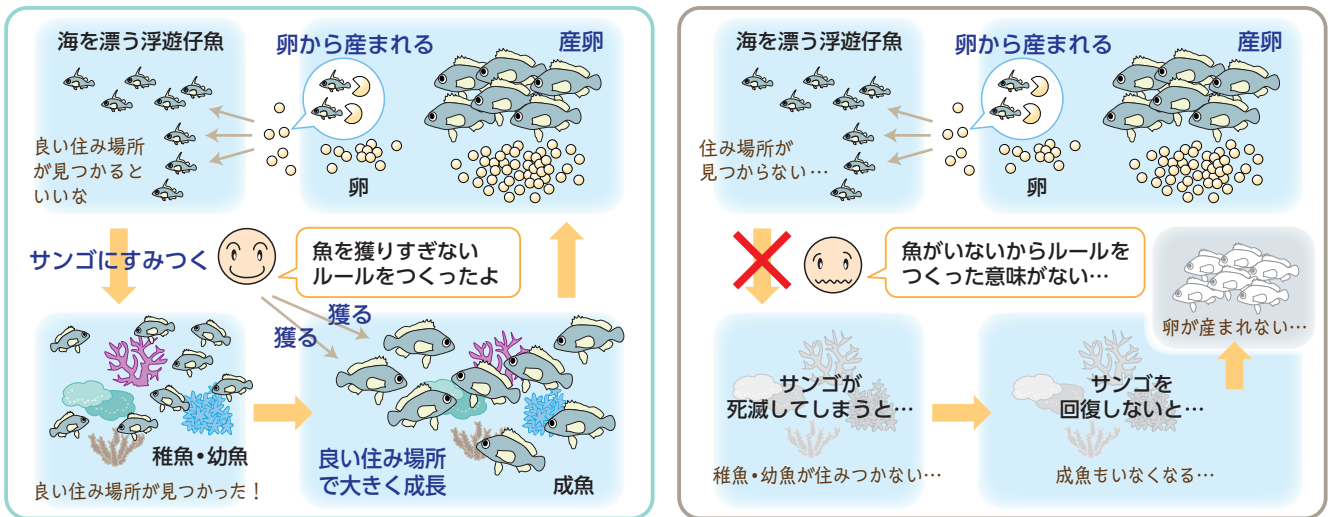 海を漂う浮遊仔魚
卵から産まれる
産卵
良い住み場所
が見つかると
いいな
卵
サンゴにすみつく
魚を獲りすぎない
ルールをつくったよ
獲る
獲る
稚魚・幼魚
良い住み場所が見つかった！
良い住み場所
で大きく成長
成魚
海を漂う浮遊仔魚
卵から産まれる
産卵
住み場所が
見つからない…
卵
魚がいないからルールを
つくった意味がない…
卵が産まれない…
サンゴが
死滅してしまうと…
稚魚・幼魚が住みつかない…
サンゴを
回復しないと…
成魚もいなくなる…